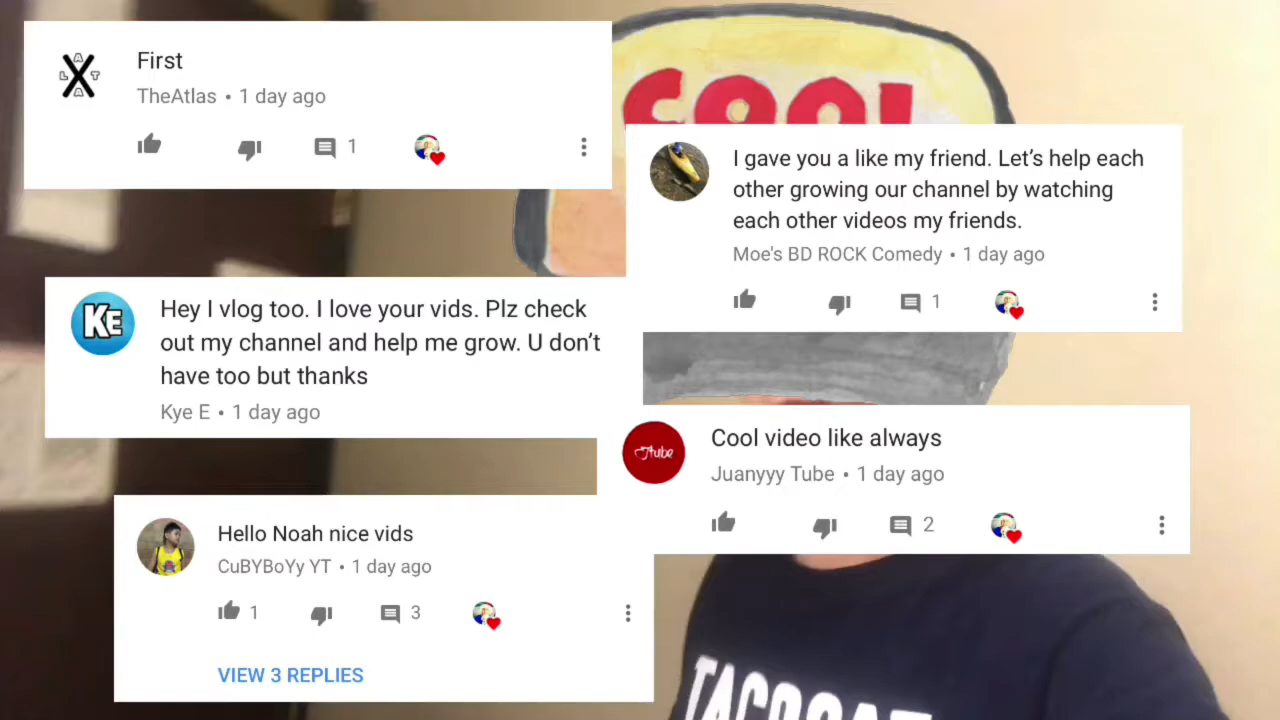 COOL
First
TheAtlas • 1 day ago
1
I gave you a like my friend. Let's help each
other growing our channel by watching
each other videos my friends.
Moe's BD ROCK Comedy • 1 day ago
1
KE
Hey I vlog too. I love your vids. Plz check
out my channel and help me grow. U don't
have too but thanks
Kye E • 1 day ago
Jtube
Cool video like always
Juanyyy Tube • 1 day ago
2
Hello Noah nice vids
CuBYBoYy YT • 1 day ago
1 3
VIEW 3 REPLIES
TACOCAT